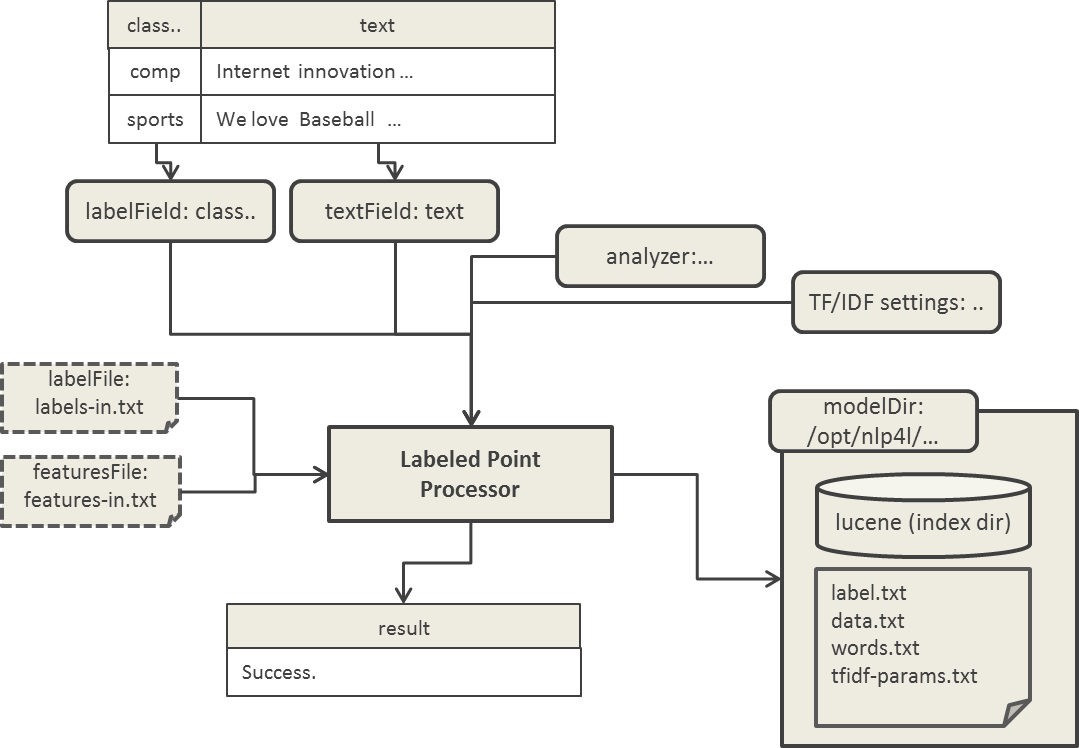 class.. text
comp Internet innovation ...
sports We love Baseball ...
labelField: class.. textField: text
analyzer:...
TF/IDF settings: ..
labelFile:
labels-in.txt
featuresFile:
features-in.txt
Labeled Point
Processor
modelDir:
/opt/nlp4l/...
lucene (index dir)
label.txt
data.txt
words.txt
tfidf-params.txt
result
Success.